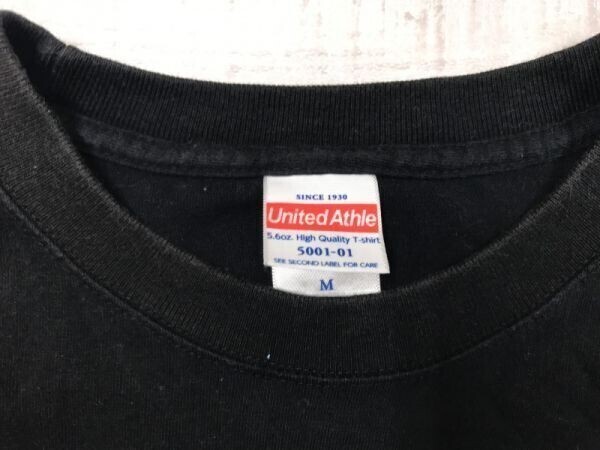 SINCE 1930
United Athle
5.6oz. High Quality T-shirt
5001-01
SEE SECOND LABEL FOR CARE
M